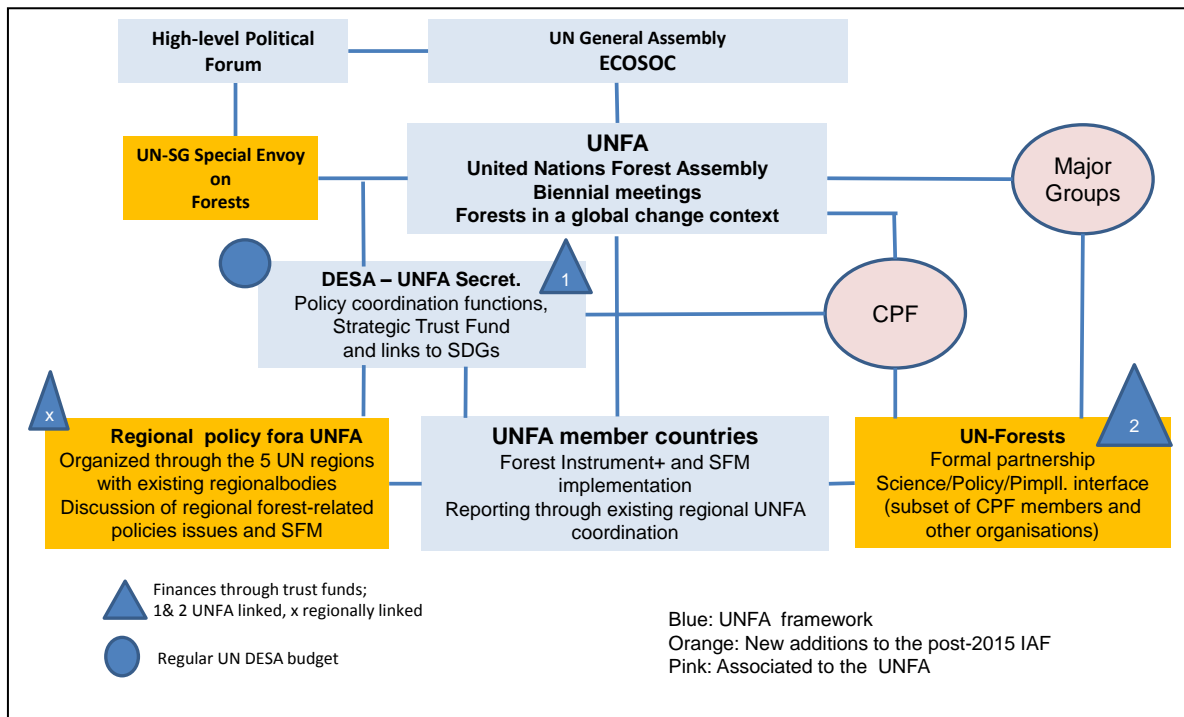 High-level Political
Forum
UN General Assembly
ECOSOC
UN-SG Special Envoy
on
Forests
UNFA
United Nations Forest Assembly
Biennial meetings
Forests in a global change context
Major
Groups
DESA – UNFA Secret.
Policy coordination functions,
Strategic Trust Fund
and links to SDGs
1
CPF
x
Regional policy fora UNFA
Organized through the 5 UN regions
with existing regionalbodies
Discussion of regional forest-related
policies issues and SFM
UNFA member countries
Forest Instrument+ and SFM
implementation
Reporting through existing regional UNFA
coordination
2
UN-Forests
Formal partnership
Science/Policy/Pimpll. interface
(subset of CPF members and
other organisations)
Finances through trust funds;
1& 2 UNFA linked, x regionally linked
Regular UN DESA budget
Blue: UNFA framework
Orange: New additions to the post-2015 IAF
Pink: Associated to the UNFA